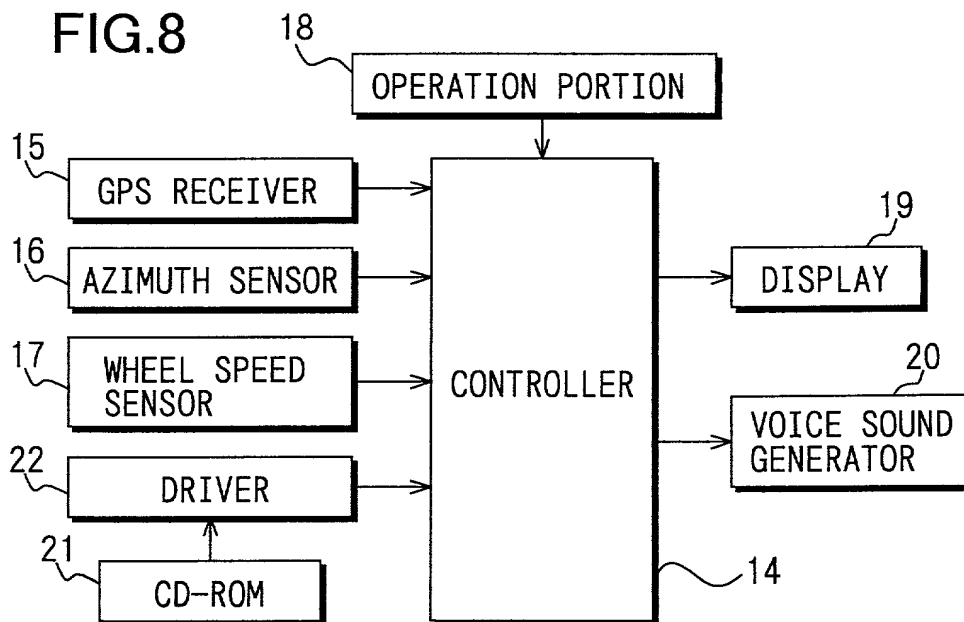 FIG.8
18
OPERATION PORTION
15
GPS RECEIVER
16
AZIMUTH SENSOR
17
WHEEL SPEED
SENSOR
22
DRIVER
21
CD-ROM
CONTROLLER
14
19
DISPLAY
20
VOICE SOUND
GENERATOR